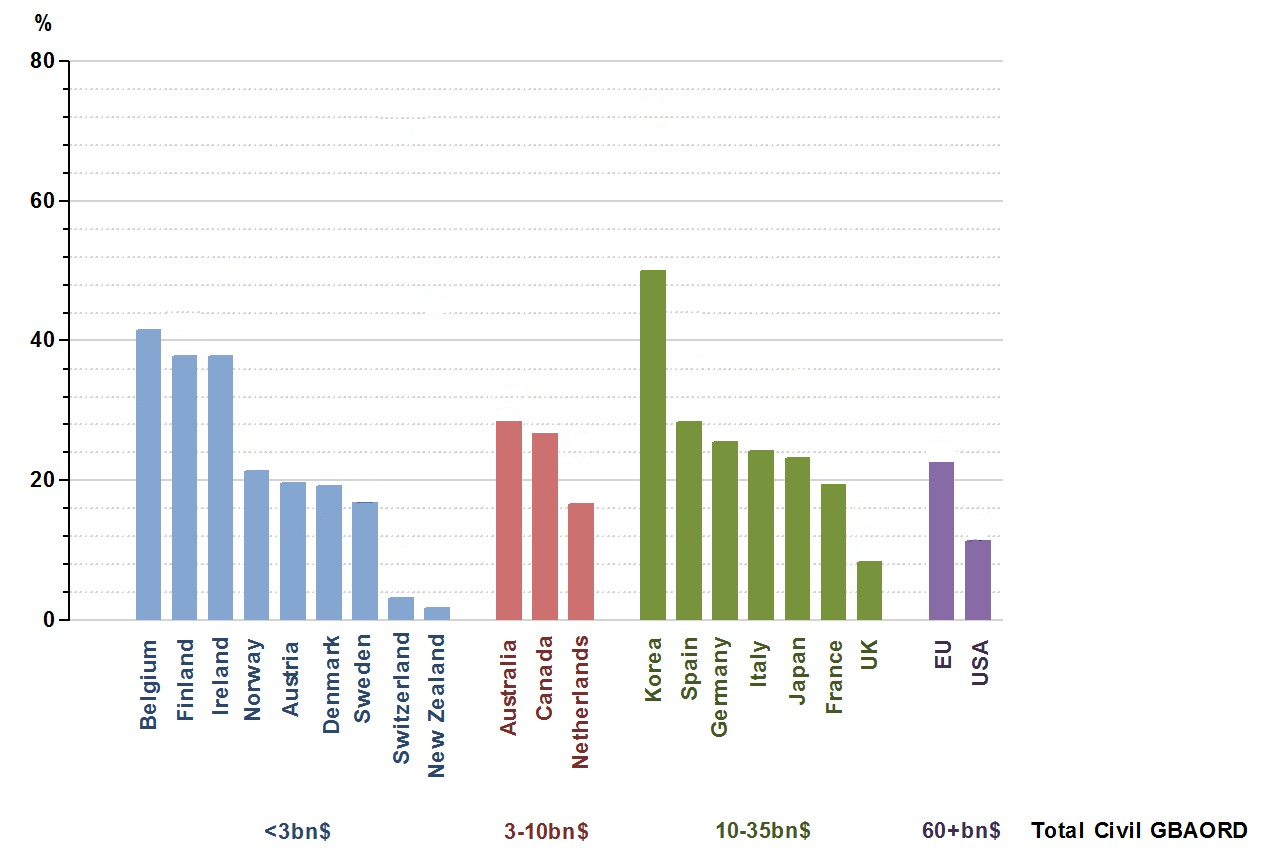 %
80
60
40
20
0
Belgium
Finland
Ireland
Norway
Austria
Denmark
Sweden
Switzerland
New Zealand
Australia
Canada
Netherlands
Korea
Spain
Germany
Italy
Japan
France
UK
EU
USA
<3bn$ 3-10bn$ 10-35bn$ 60+bn$ Total Civil GBAORD